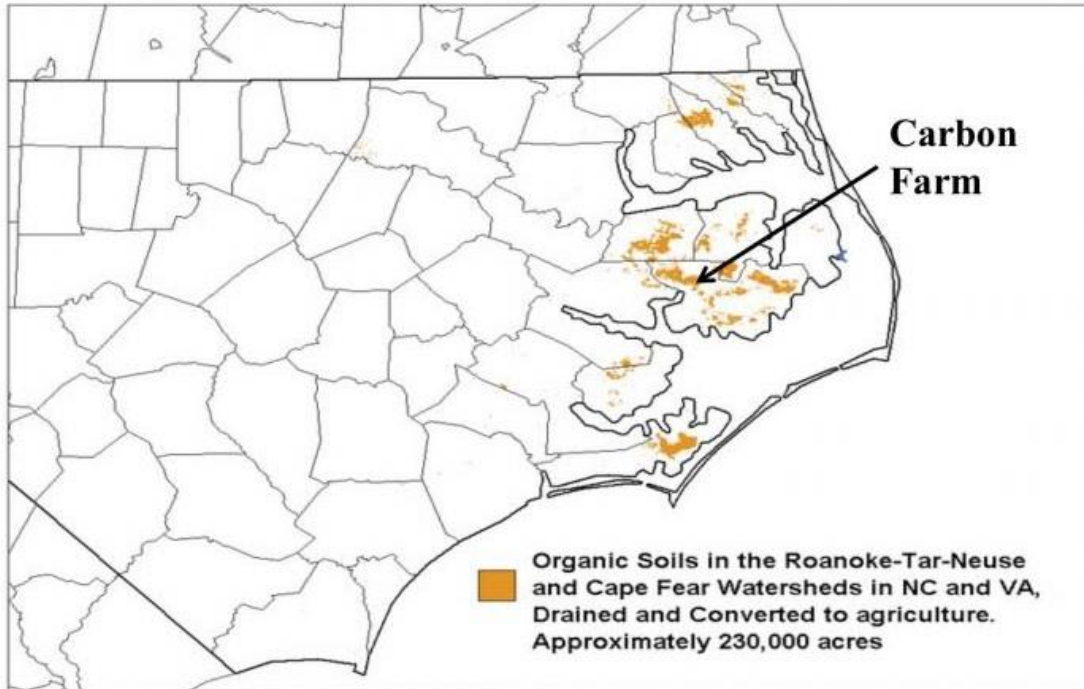 Carbon
Farm
Organic Soils in the Roanoke-Tar-Neuse
and Cape Fear Watersheds in NC and VA,
Drained and Converted to agriculture.
Approximately 230,000 acres